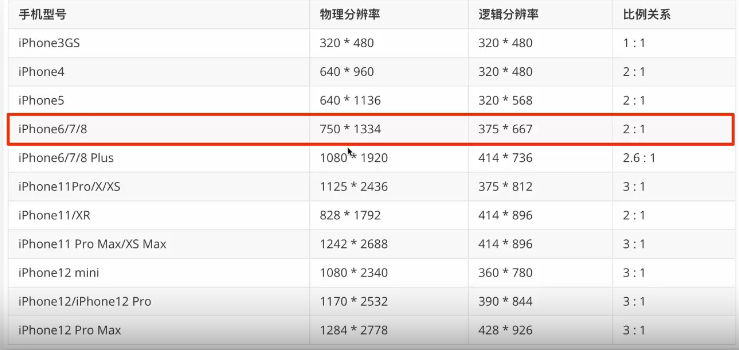 手机型号 物理分辨率 逻辑分辨率 比例关系
iPhone3GS 320 * 480 320 * 480 1 : 1
iPhone4 640 * 960 320 * 480 2 : 1
iPhone5 640 * 1136 320 * 568 2 : 1
iPhone6/7/8 750 * 1334 375 * 667 2 : 1
iPhone6/7/8 Plus 1080 * 1920 414 * 736 2.6 : 1
iPhone11Pro/X/XS 1125 * 2436 375 * 812 3 : 1
iPhone11/XR 828 * 1792 414 * 896 2 : 1
iPhone11 Pro Max/XS Max 1242 * 2688 414 * 896 3 : 1
iPhone12 mini 1080 * 2340 360 * 780 3 : 1
iPhone12/iPhone12 Pro 1170 * 2532 390 * 844 3 : 1
iPhone12 Pro Max 1284 * 2778 428 * 926 3 : 1